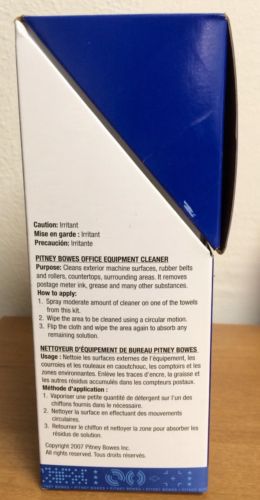 Caution: Irritant
Mise en garde : Irritant
Precaución: Irritante
PITNEY BOWES OFFICE EQUIPMENT CLEANER
Purpose: Cleans exterior machine surfaces, rubber belts
and rollers, countertops, surrounding areas. It removes
postage meter ink, grease and many other substances.
How to apply:
1. Spray moderate amount of cleaner on one of the towels
from this kit.
2. Wipe the area to be cleaned using a circular motion.
3. Flip the cloth and wipe the area again to absorb any
remaining solution.
NETTOYEUR D'ÉQUIPEMENT DE BUREAU PITNEY BOWES
Usage : Nettoie les surfaces externes de l'équipement, les
courroies et les rouleaux en caoutchouc, les comptoirs et les
zones environnantes. Enlève les traces d'encre, la graisse et
les autres résidus accumulés dans les compteurs postaux.
Méthode d'application :
1. Vaporiser une petite quantité de détergent sur l'un des
chiffons fournis dans le nécessaire.
2. Nettoyer la surface en effectuant des mouvements
circulaires.
3. Retourner le chiffon et nettoyer la zone pour absorber les
résidus de solution.
Copyright 2007 Pitney Bowes Inc.
All rights reserved. Tous droits réservés.
PITNEY BOWES PITNEY BOWES PITNEY BOWES